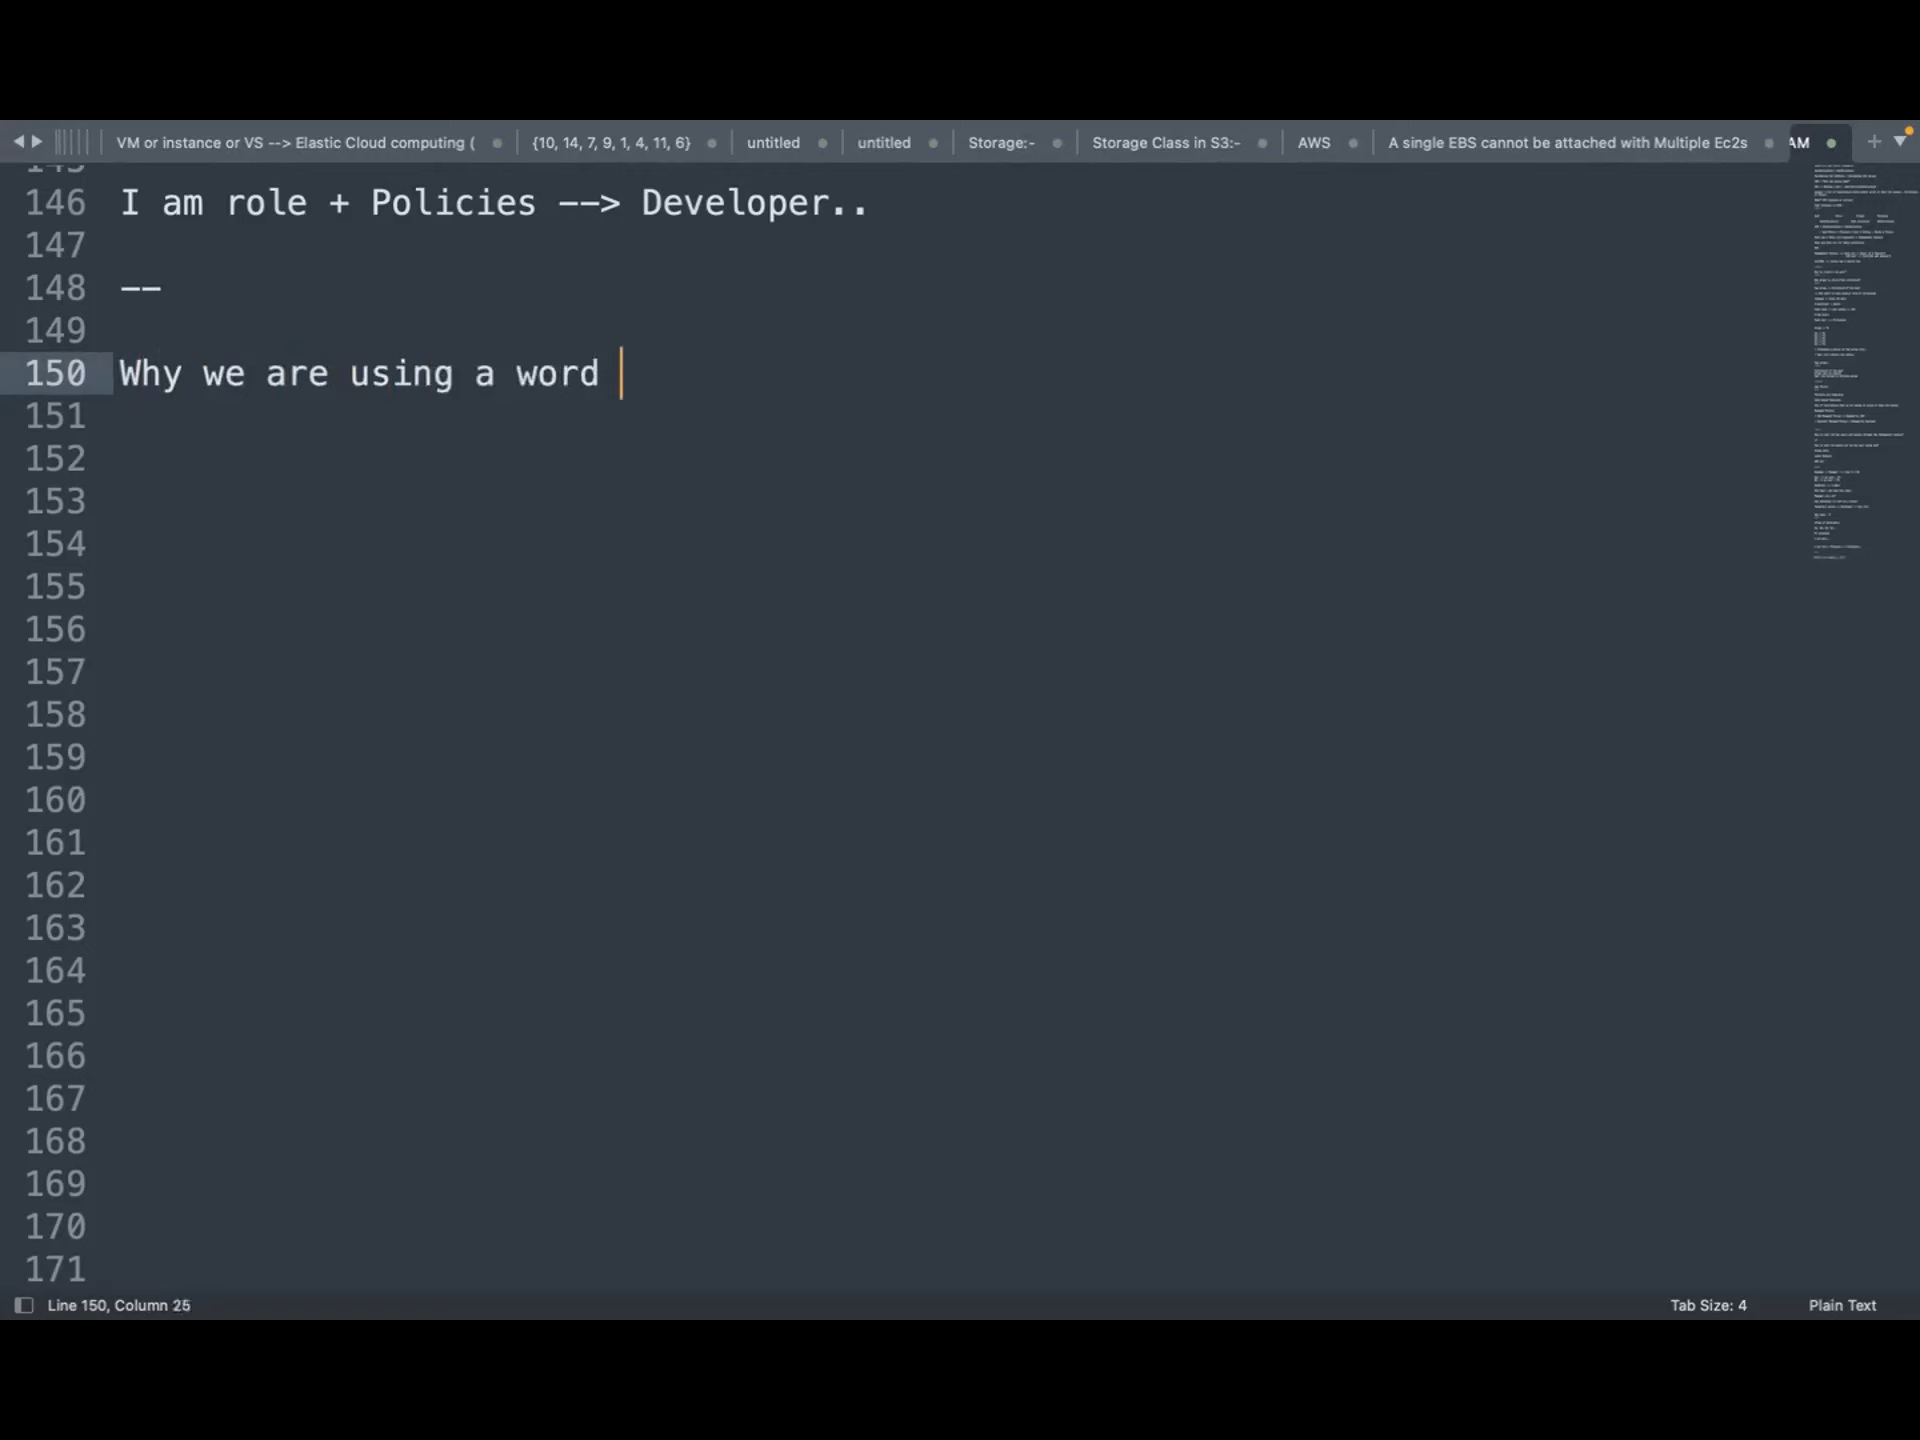 VM or instance or VS --> Elastic Cloud computing (
{10, 14, 7, 9, 1, 4, 11, 6}
untitled
untitled
Storage:-
Storage Class in S3:-
AWS
A single EBS cannot be attached with Multiple Ec2s
AM
146 I am role + Policies --> Developer..
147
148 --
149
150 Why we are using a word
151
152
153
154
155
156
157
158
159
160
161
162
163
164
165
166
167
168
169
170
171
Line 150, Column 25
Tab Size: 4
Plain Text